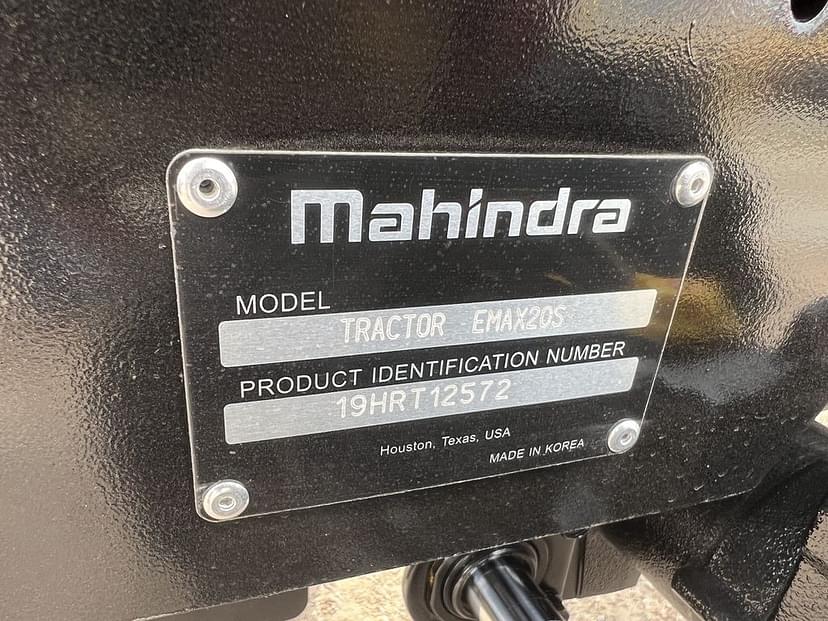 Mahindra
MODEL
TRACTOR EMAX20S
PRODUCT IDENTIFICATION NUMBER
19HRT12572
Houston, Texas, USA
MADE IN KOREA